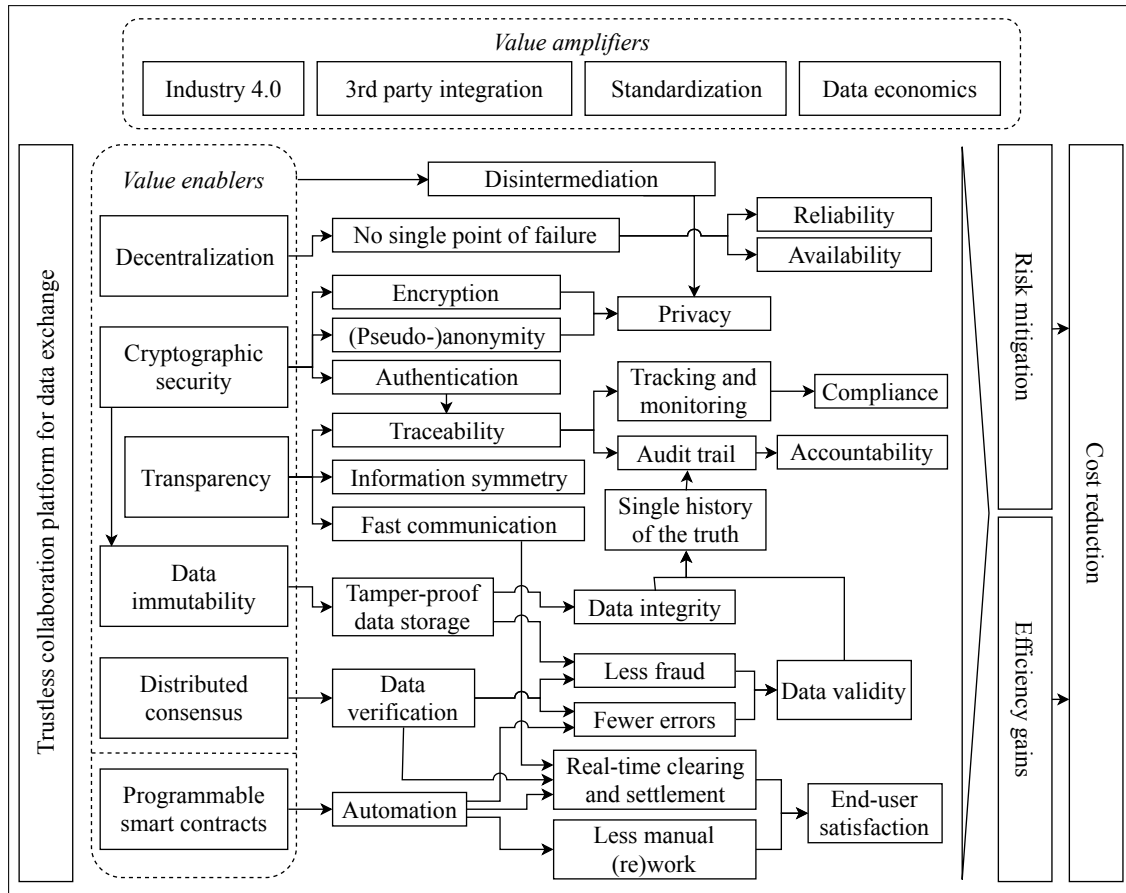 Value amplifiers
Industry 4.0
3rd party integration
Standardization
Data economics
Trustless collaboration platform for data exchange
Value enablers
Disintermediation
Decentralization
No single point of failure
Reliability
Availability
Cryptographic
security
Encryption
(Pseudo-)anonymity
Authentication
Privacy
Transparency
Traceability
Information symmetry
Fast communication
Tracking and
monitoring
Compliance
Audit trail
Accountability
Single history
of the truth
Data
immutability
Tamper-proof
data storage
Data integrity
Distributed
consensus
Data
verification
Less fraud
Fewer errors
Data validity
Programmable
smart contracts
Automation
Real-time clearing
and settlement
Less manual
(re)work
End-user
satisfaction
Risk mitigation
Efficiency gains
Cost reduction